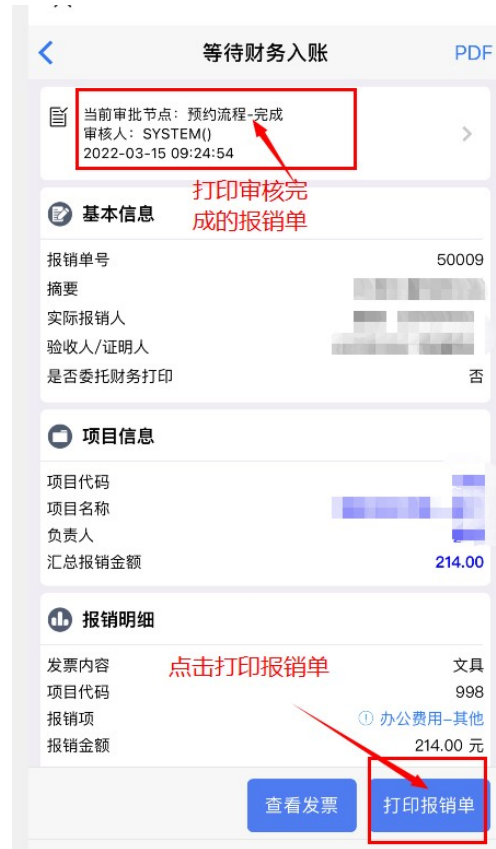 等待财务入账 PDF
当前审批节点：预约流程-完成
审核人：SYSTEM()
2022-03-15 09:24:54
打印审核完
成的报销单
基本信息
报销单号 50009
摘要
实际报销人
验收人/证明人
是否委托财务打印 否
项目信息
项目代码
项目名称
负责人
汇总报销金额 214.00
报销明细
点击打印报销单
发票内容 文具
项目代码 998
报销项 办公费用–其他
报销金额 214.00 元
查看发票 打印报销单